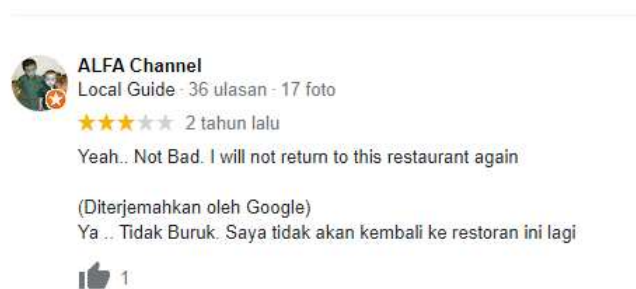 ALFA Channel
Local Guide · 36 ulasan · 17 foto
2 tahun lalu
Yeah.. Not Bad. I will not return to this restaurant again
(Diterjemahkan oleh Google)
Ya .. Tidak Buruk. Saya tidak akan kembali ke restoran ini lagi
1